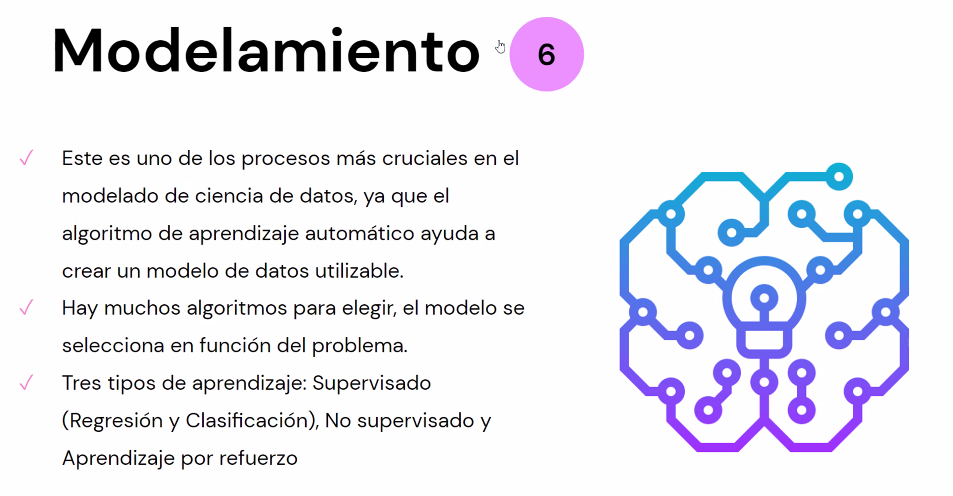 Modelamiento 6
✓ Este es uno de los procesos más cruciales en el
modelado de ciencia de datos, ya que el
algoritmo de aprendizaje automático ayuda a
crear un modelo de datos utilizable.
✓ Hay muchos algoritmos para elegir, el modelo se
selecciona en función del problema.
✓ Tres tipos de aprendizaje: Supervisado
(Regresión y Clasificación), No supervisado y
Aprendizaje por refuerzo